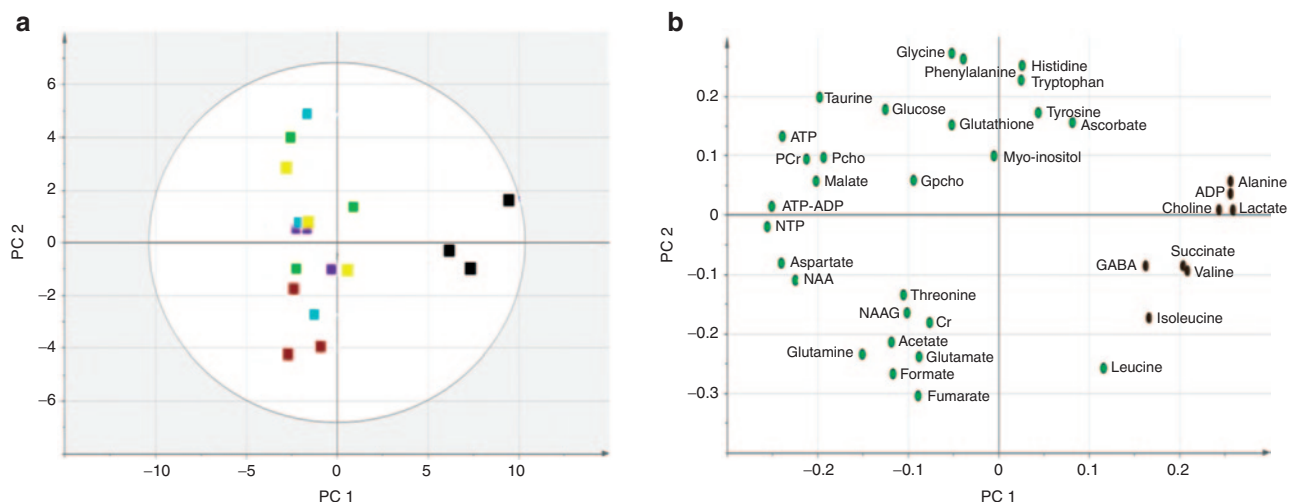 a
6
4
2
0
−2
−4
−6
−10
−5
0
5
10
PC 2
PC 1
b
0.2
0.1
0
−0.1
−0.2
−0.3
−0.2
−0.1
0
0.1
0.2
PC 2
PC 1
Glycine
Phenylalanine
Histidine
Tryptophan
Taurine
Glucose
Glutathione
Tyrosine
Ascorbate
ATP
PCr
Pcho
Myo-inositol
Malate
Gpcho
Alanine
ADP
ATP-ADP
Choline
Lactate
NTP
Aspartate
NAA
GABA
Succinate
Valine
Threonine
NAAG
Cr
Isoleucine
Acetate
Glutamine
Glutamate
Formate
Leucine
Fumarate